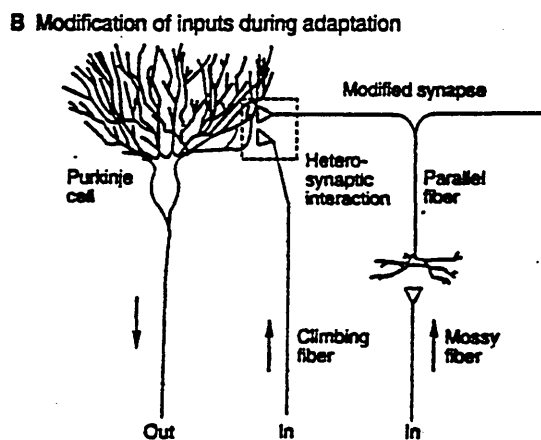 B Modification of inputs during adaptation
Modified synapse
Purkinje
cell
Hetero-
synaptic
interaction
Parallel
fiber
Climbing
fiber
Mossy
fiber
Out
In
In